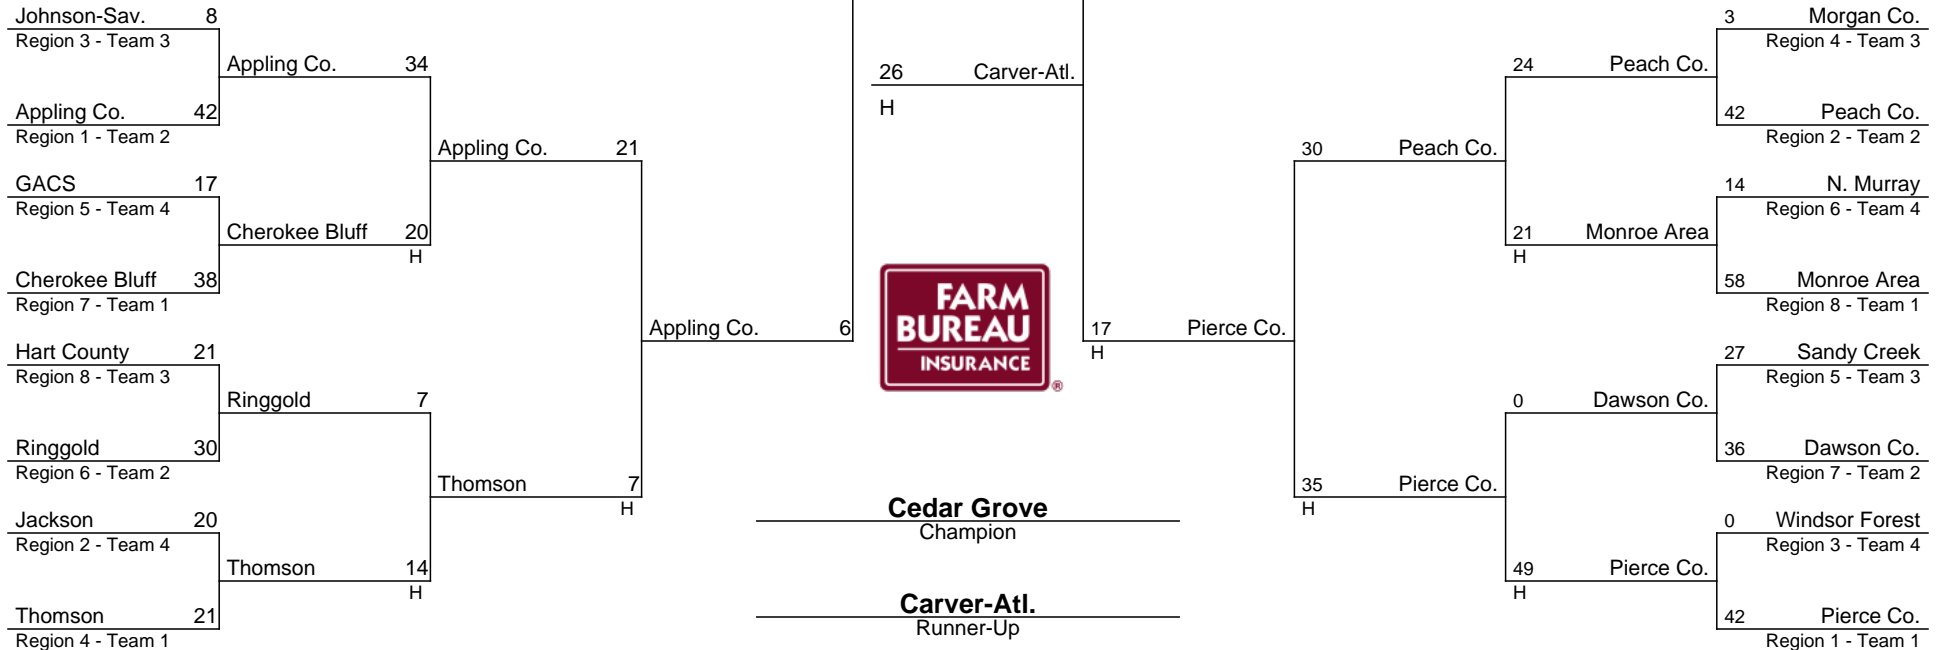 Johnson-Sav. 8
Region 3 - Team 3
Appling Co. 34
Appling Co. 42
Region 1 - Team 2
Appling Co. 21
GACS 17
Region 5 - Team 4
Cherokee Bluff 20
H
Cherokee Bluff 38
Region 7 - Team 1
Appling Co. 6
Hart County 21
Region 8 - Team 3
Ringgold 7
Ringgold 30
Region 6 - Team 2
Thomson 7
H
Jackson 20
Region 2 - Team 4
Thomson 14
H
Thomson 21
Region 4 - Team 1
26 Carver-Atl.
H
FARM
BUREAU
INSURANCE
®
Cedar Grove
Champion
Carver-Atl.
Runner-Up
17 Pierce Co.
H
30 Peach Co.
35 Pierce Co.
H
24 Peach Co.
21 Monroe Area
H
0 Dawson Co.
49 Pierce Co.
H
3 Morgan Co.
Region 4 - Team 3
42 Peach Co.
Region 2 - Team 2
14 N. Murray
Region 6 - Team 4
58 Monroe Area
Region 8 - Team 1
27 Sandy Creek
Region 5 - Team 3
36 Dawson Co.
Region 7 - Team 2
0 Windsor Forest
Region 3 - Team 4
42 Pierce Co.
Region 1 - Team 1